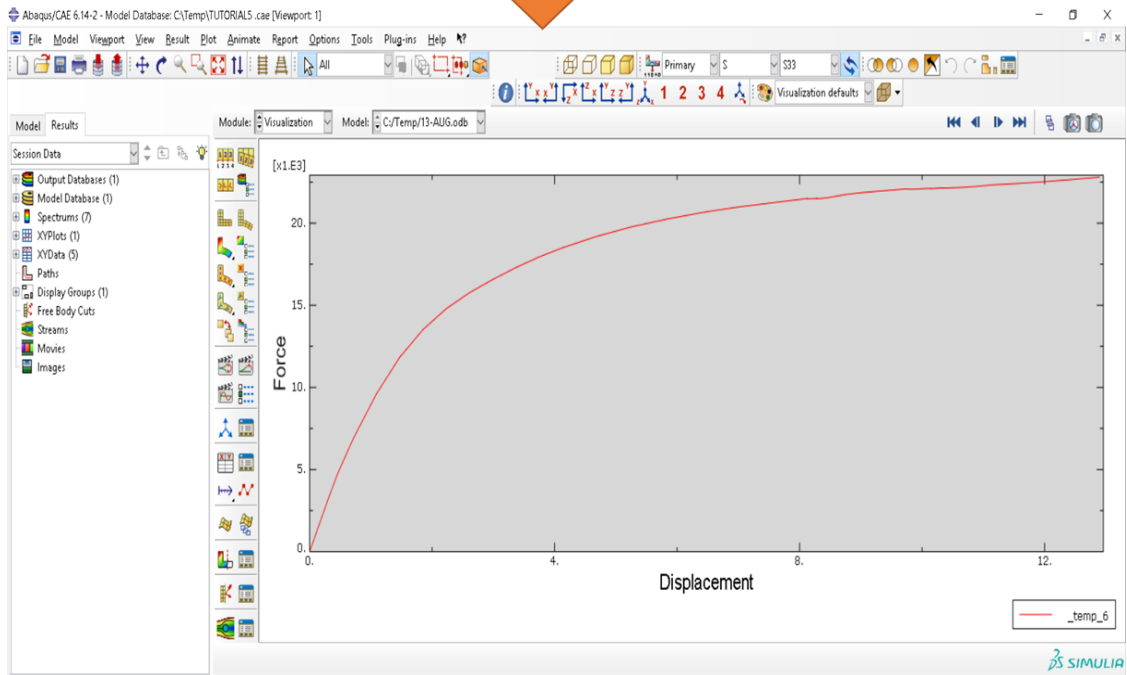 Abaqus/CAE 6.14-2 - Model Database: C:\Temp\TUTORIAL5 .cae [Viewport: 1]
File Model Viewport View Result Plot Animate Report Options Tools Plug-ins Help
All Primary S S33
1 2 3 4 Visualization defaults
Model Results Module: Visualization Model: C:/Temp/13-AUG.odb
Session Data
Output Databases (1)
Model Database (1)
Spectrums (7)
XYPlots (1)
XYData (5)
Paths
Display Groups (1)
Free Body Cuts
Streams
Movies
Images
[x1.E3]
20.
15.
10.
5.
0.
Force
0. 4. 8. 12.
Displacement
_temp_6
SIMULIA